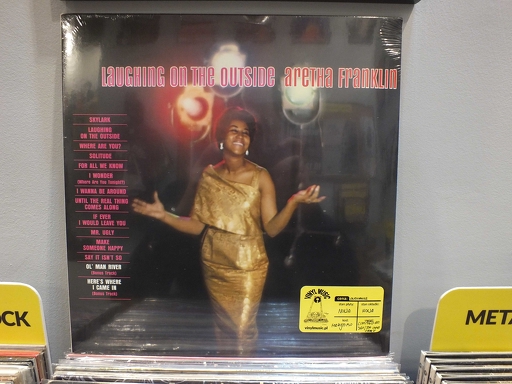 LAUGHING ON THE OUTSIDE aretha franklin
SKYLARK
LAUGHING
ON THE OUTSIDE
WHERE ARE YOU?
SOLITUDE
FOR ALL WE KNOW
I WONDER
(Where Are You Tonight?)
I WANNA BE AROUND
UNTIL THE REAL THING
COMES ALONG
IF EVER
I WOULD LEAVE YOU
MR. UGLY
MAKE
SOMEONE HAPPY
SAY IT ISN'T SO
OL' MAN RIVER
(Bonus Track)
HERE'S WHERE
I CAME IN
(Bonus Track)
VINYL MUSIC
vinylmusic.pl
OCK
META